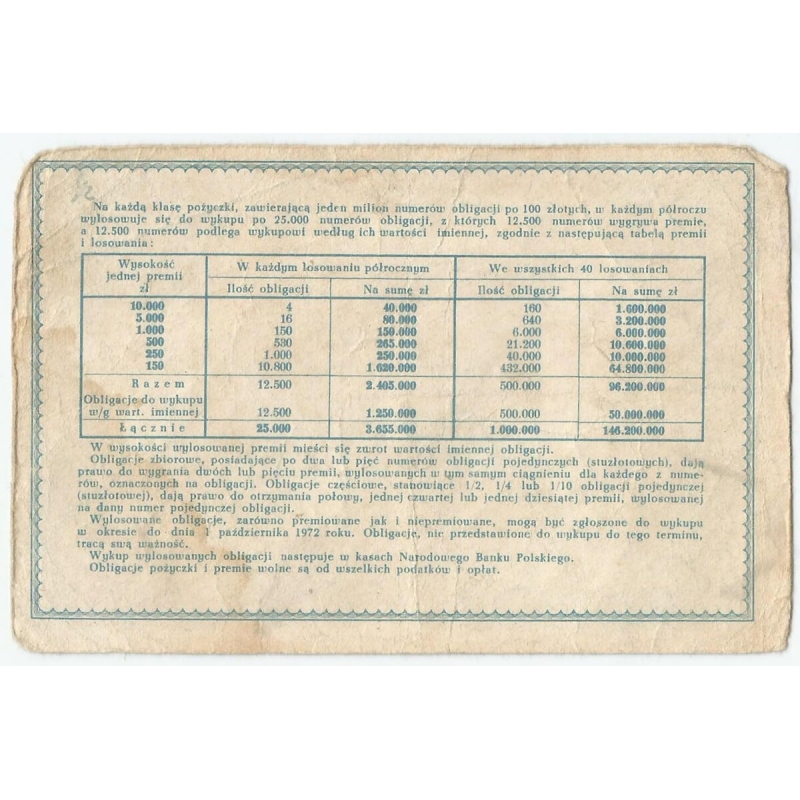 1/2
Na każdą klasę pożyczki, zawierającą jeden milion numerów obligacji po 100 złotych, w każdym półroczu
wylosowuje się do wykupu po 25.000 numerów obligacji, z których 12.500 numerów wygrywa premie,
a 12.500 numerów podlega wykupowi według ich wartości imiennej, zgodnie z następującą tabelą premii
i losowania:
Wysokość jednej premii zł | W każdym losowaniu półrocznym | We wszystkich 40 losowaniach
Ilość obligacji | Na sumę zł | Ilość obligacji | Na sumę zł
10.000 | 4 | 40.000 | 160 | 1.600.000
5.000 | 16 | 80.000 | 640 | 3.200.000
1.000 | 150 | 150.000 | 6.000 | 6.000.000
500 | 530 | 265.000 | 21.200 | 10.600.000
250 | 1.000 | 250.000 | 40.000 | 10.000.000
150 | 10.800 | 1.620.000 | 432.000 | 64.800.000
Razem | 12.500 | 2.405.000 | 500.000 | 96.200.000
Obligacje do wykupu
w/g wart. imiennej | 12.500 | 1.250.000 | 500.000 | 50.000.000
Łącznie | 25.000 | 3.655.000 | 1.000.000 | 146.200.000
W wysokości wylosowanej premii mieści się zwrot wartości imiennej obligacji.
Obligacje zbiorowe, posiadające po dwa lub pięć numerów obligacji pojedynczych (stuzłotowych), dają
prawo do wygrania dwóch lub pięciu premii, wylosowanych w tym samym ciągnieniu dla każdego z nume-
rów, oznaczonych na obligacji. Obligacje częściowe, stanowiące 1/2, 1/4 lub 1/10 obligacji pojedynczej
(stuzłotowej), dają prawo do otrzymania połowy, jednej czwartej lub jednej dziesiątej premii, wylosowanej
na dany numer pojedynczej obligacji.
Wylosowane obligacje, zarówno premiowane jak i niepremiowane, mogą być zgłoszone do wykupu
w okresie do dnia 1 października 1972 roku. Obligacje, nie przedstawione do wykupu do tego terminu,
tracą swą ważność.
Wykup wylosowanych obligacji następuje w kasach Narodowego Banku Polskiego.
Obligacje pożyczki i premie wolne są od wszelkich podatków i opłat.